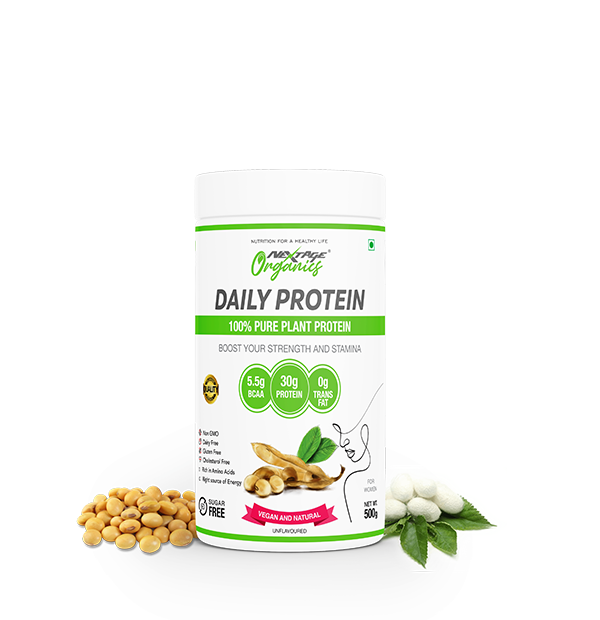 NUTRITION FOR A HEALTHY LIFE
NEXTAGE®
Organics
DAILY PROTEIN
100% PURE PLANT PROTEIN
BOOST YOUR STRENGTH AND STAMINA
5.5g
BCAA
30g
PROTEIN
0g
TRANS
FAT
QUALITY
Non GMO
Dairy Free
Gluten Free
Cholesterol Free
Rich in Amino Acids
Right source of Energy
SUGAR
FREE
VEGAN AND NATURAL
UNFLAVOURED
FOR
WOMEN
NET WT
500g